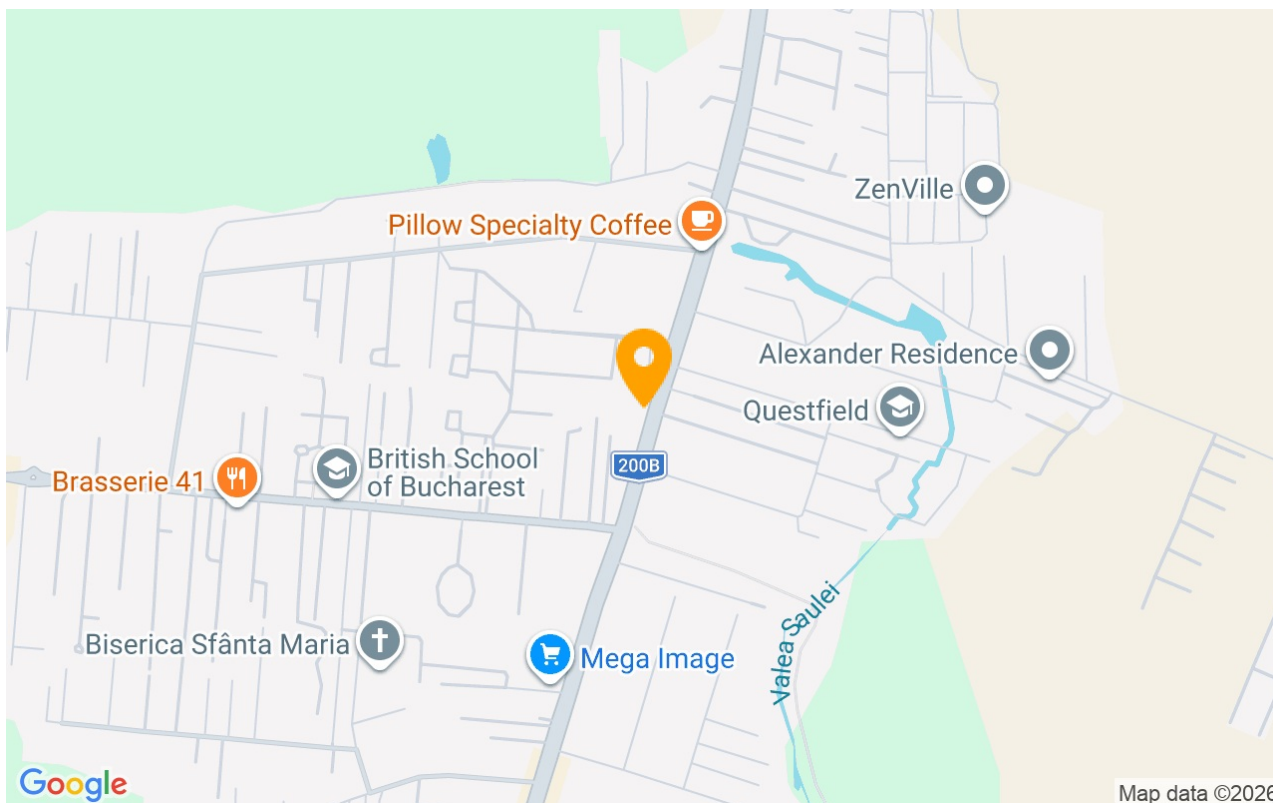 ZenVille
Pillow Specialty Coffee
Alexander Residence
Questfield
200B
British School
of Bucharest
Brasserie 41
Valea Saulei
Biserica Sfânta Maria
Mega Image
Google
Map data ©2026